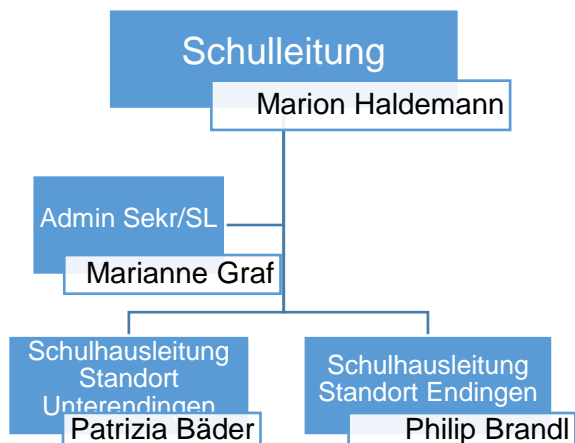 Schulleitung
Marion Haldemann
Admin Sekr/SL
Marianne Graf
Schulhausleitung
Standort
Unterendingen
Patrizia Bäder
Schulhausleitung
Standort Endingen
Philip Brandl